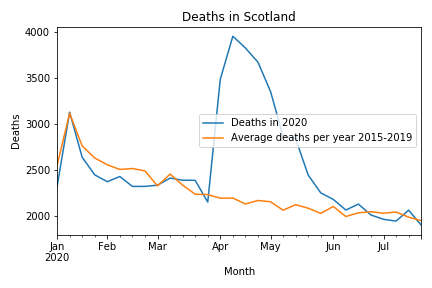 Deaths in Scotland
4000
3500
3000
2500
2000
Deaths
Deaths in 2020
Average deaths per year 2015-2019
Jan Feb Mar Apr May Jun Jul
2020
Month